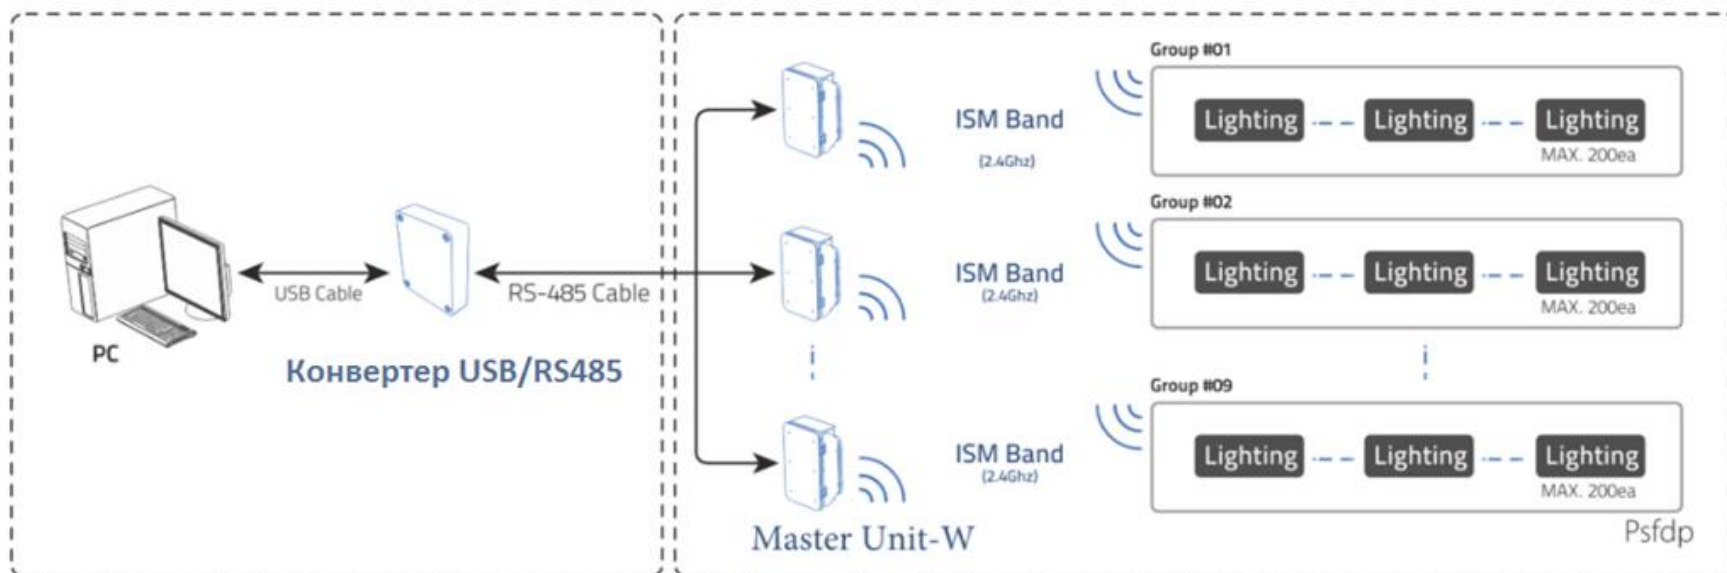 PC
USB Cable
Конвертер USB/RS485
RS-485 Cable
ISM Band
(2.4Ghz)
ISM Band
(2.4Ghz)
ISM Band
(2.4Ghz)
Master Unit-W
Group #01
Lighting Lighting Lighting
MAX. 200ea
Group #02
Lighting Lighting Lighting
MAX. 200ea
Group #09
Lighting Lighting Lighting
MAX. 200ea
Psfdp